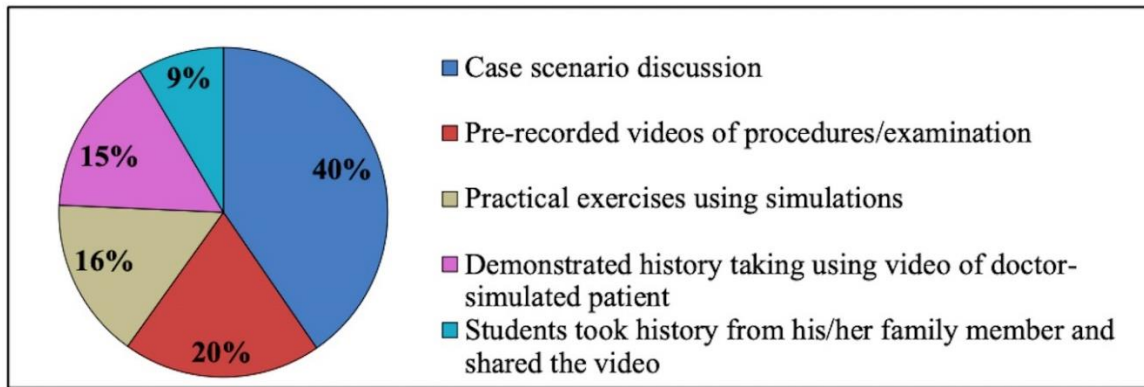 9%
40%
15%
16%
20%
Case scenario discussion
Pre-recorded videos of procedures/examination
Practical exercises using simulations
Demonstrated history taking using video of doctor-
simulated patient
Students took history from his/her family member and
shared the video